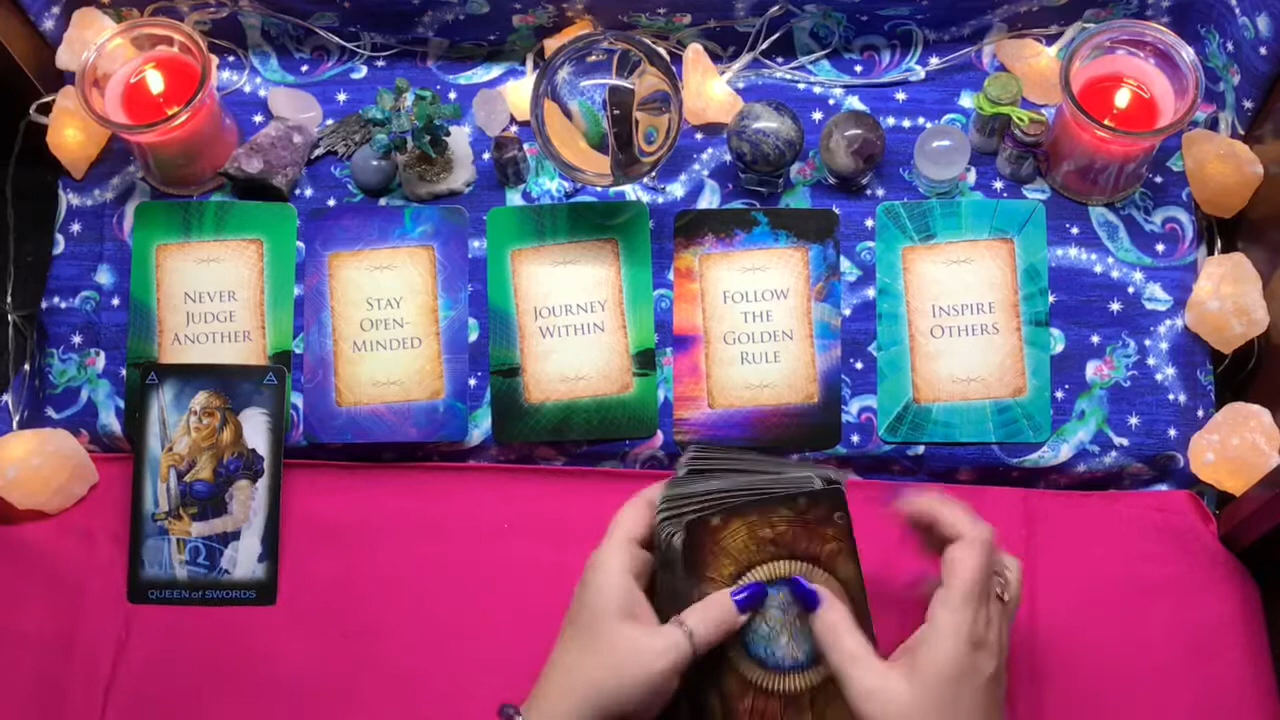 NEVER
JUDGE
ANOTHER
STAY
OPEN-
MINDED
JOURNEY
WITHIN
FOLLOW
THE
GOLDEN
RULE
INSPIRE
OTHERS
QUEEN of SWORDS